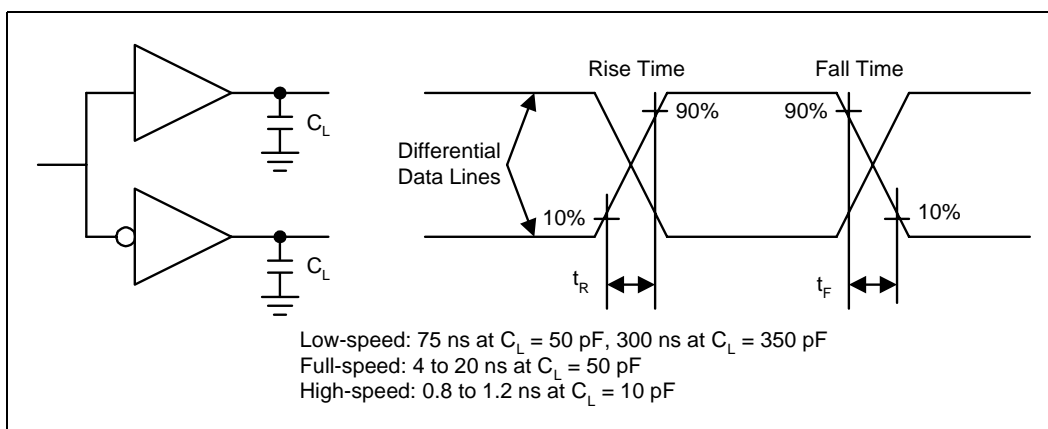 Rise Time
Fall Time
C_L
90%
90%
Differential
Data Lines
10%
10%
C_L
t_R
t_F
Low-speed: 75 ns at C_L = 50 pF, 300 ns at C_L = 350 pF
Full-speed: 4 to 20 ns at C_L = 50 pF
High-speed: 0.8 to 1.2 ns at C_L = 10 pF